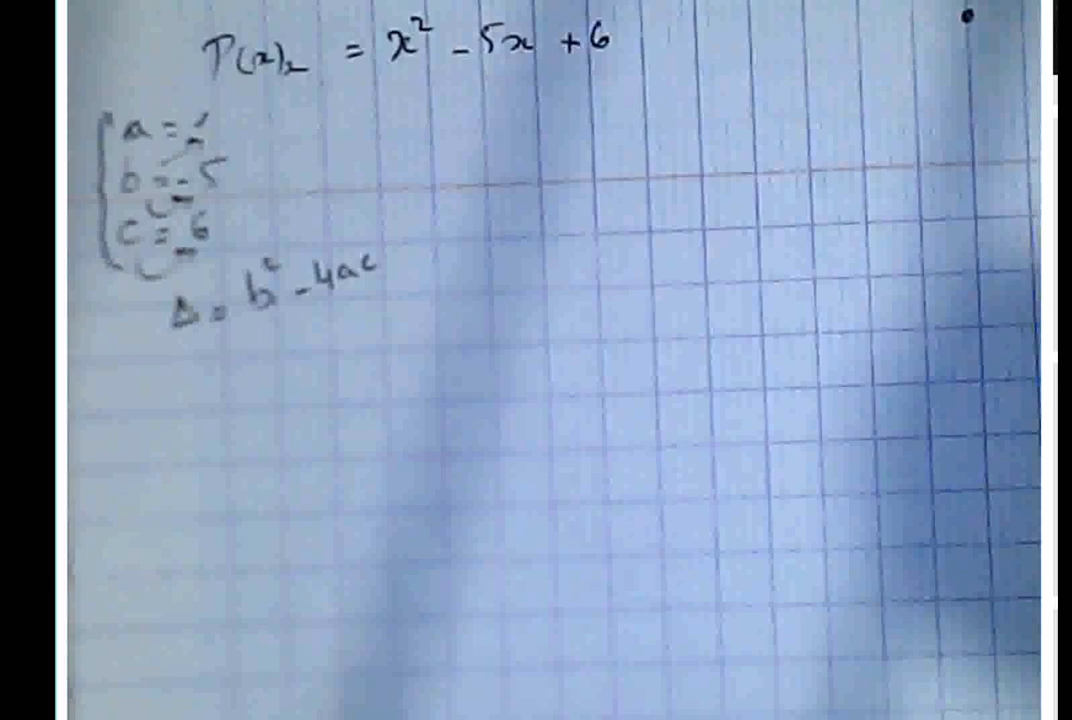 P(x) = x² - 5x + 6
a = 1
b = -5
c = 6
Δ = b² - 4ac